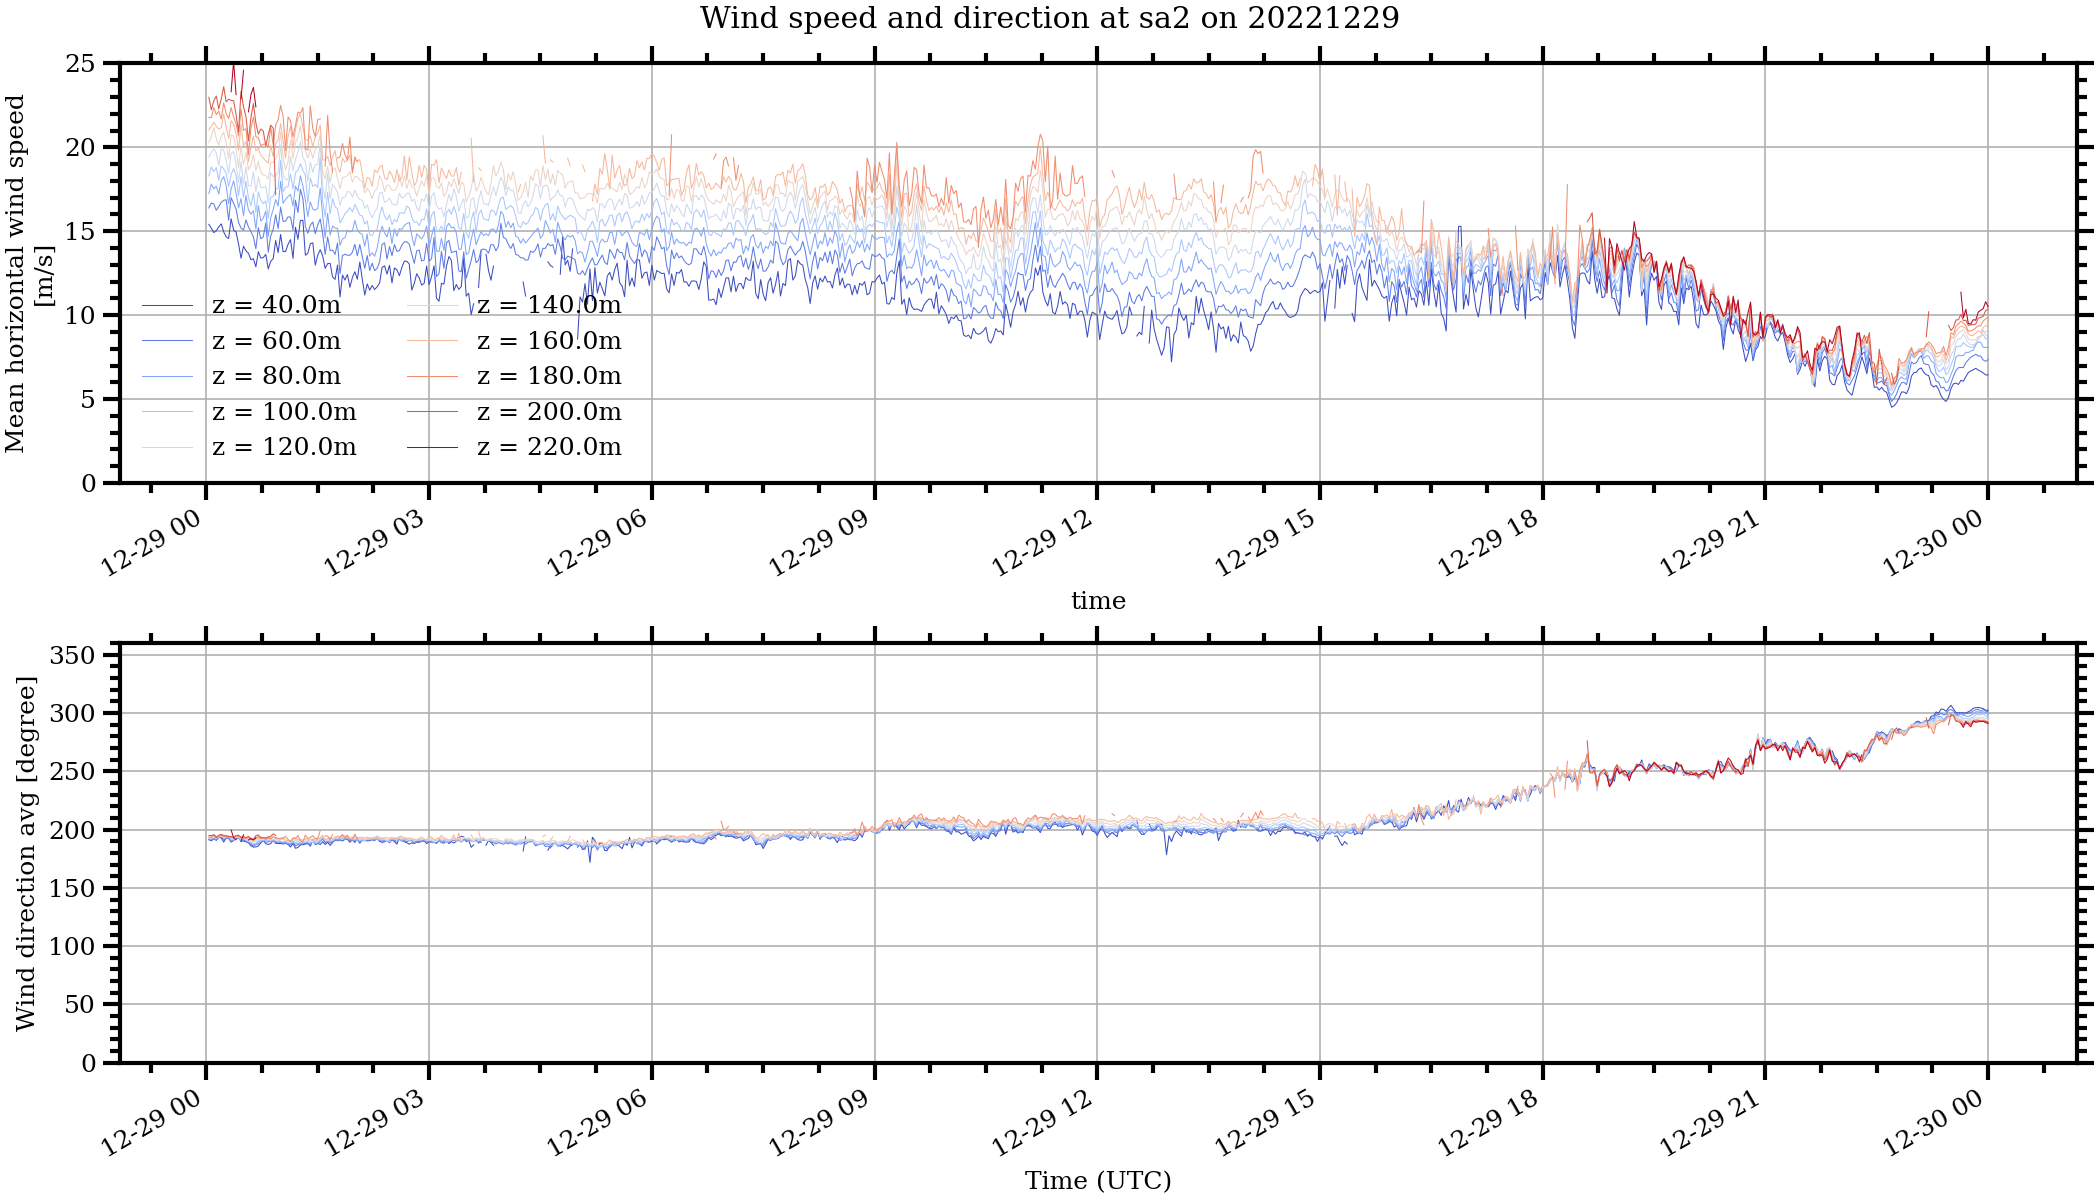 Wind speed and direction at sa2 on 20221229
Mean horizontal wind speed
[m/s]
25
20
15
10
5
0
z = 40.0m
z = 60.0m
z = 80.0m
z = 100.0m
z = 120.0m
z = 140.0m
z = 160.0m
z = 180.0m
z = 200.0m
z = 220.0m
12-29 00
12-29 03
12-29 06
12-29 09
12-29 12
12-29 15
12-29 18
12-29 21
12-30 00
time
Wind direction avg [degree]
350
300
250
200
150
100
50
0
12-29 00
12-29 03
12-29 06
12-29 09
12-29 12
12-29 15
12-29 18
12-29 21
12-30 00
Time (UTC)